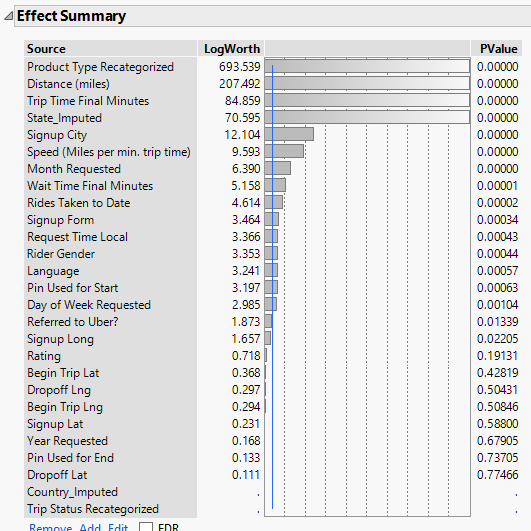 Effect Summary
Source LogWorth PValue
Product Type Recategorized 693.539 0.00000
Distance (miles) 207.492 0.00000
Trip Time Final Minutes 84.859 0.00000
State_Imputed 70.595 0.00000
Signup City 12.104 0.00000
Speed (Miles per min. trip time) 9.593 0.00000
Month Requested 6.390 0.00000
Wait Time Final Minutes 5.158 0.00001
Rides Taken to Date 4.614 0.00002
Signup Form 3.464 0.00034
Request Time Local 3.366 0.00043
Rider Gender 3.353 0.00044
Language 3.241 0.00057
Pin Used for Start 3.197 0.00063
Day of Week Requested 2.985 0.00104
Referred to Uber? 1.873 0.01339
Signup Long 1.657 0.02205
Rating 0.718 0.19131
Begin Trip Lat 0.368 0.42819
Dropoff Lng 0.297 0.50431
Begin Trip Lng 0.294 0.50846
Signup Lat 0.231 0.58800
Year Requested 0.168 0.67905
Pin Used for End 0.133 0.73705
Dropoff Lat 0.111 0.77466
Country_Imputed . .
Trip Status Recategorized . .
Remove Add Edit FDR